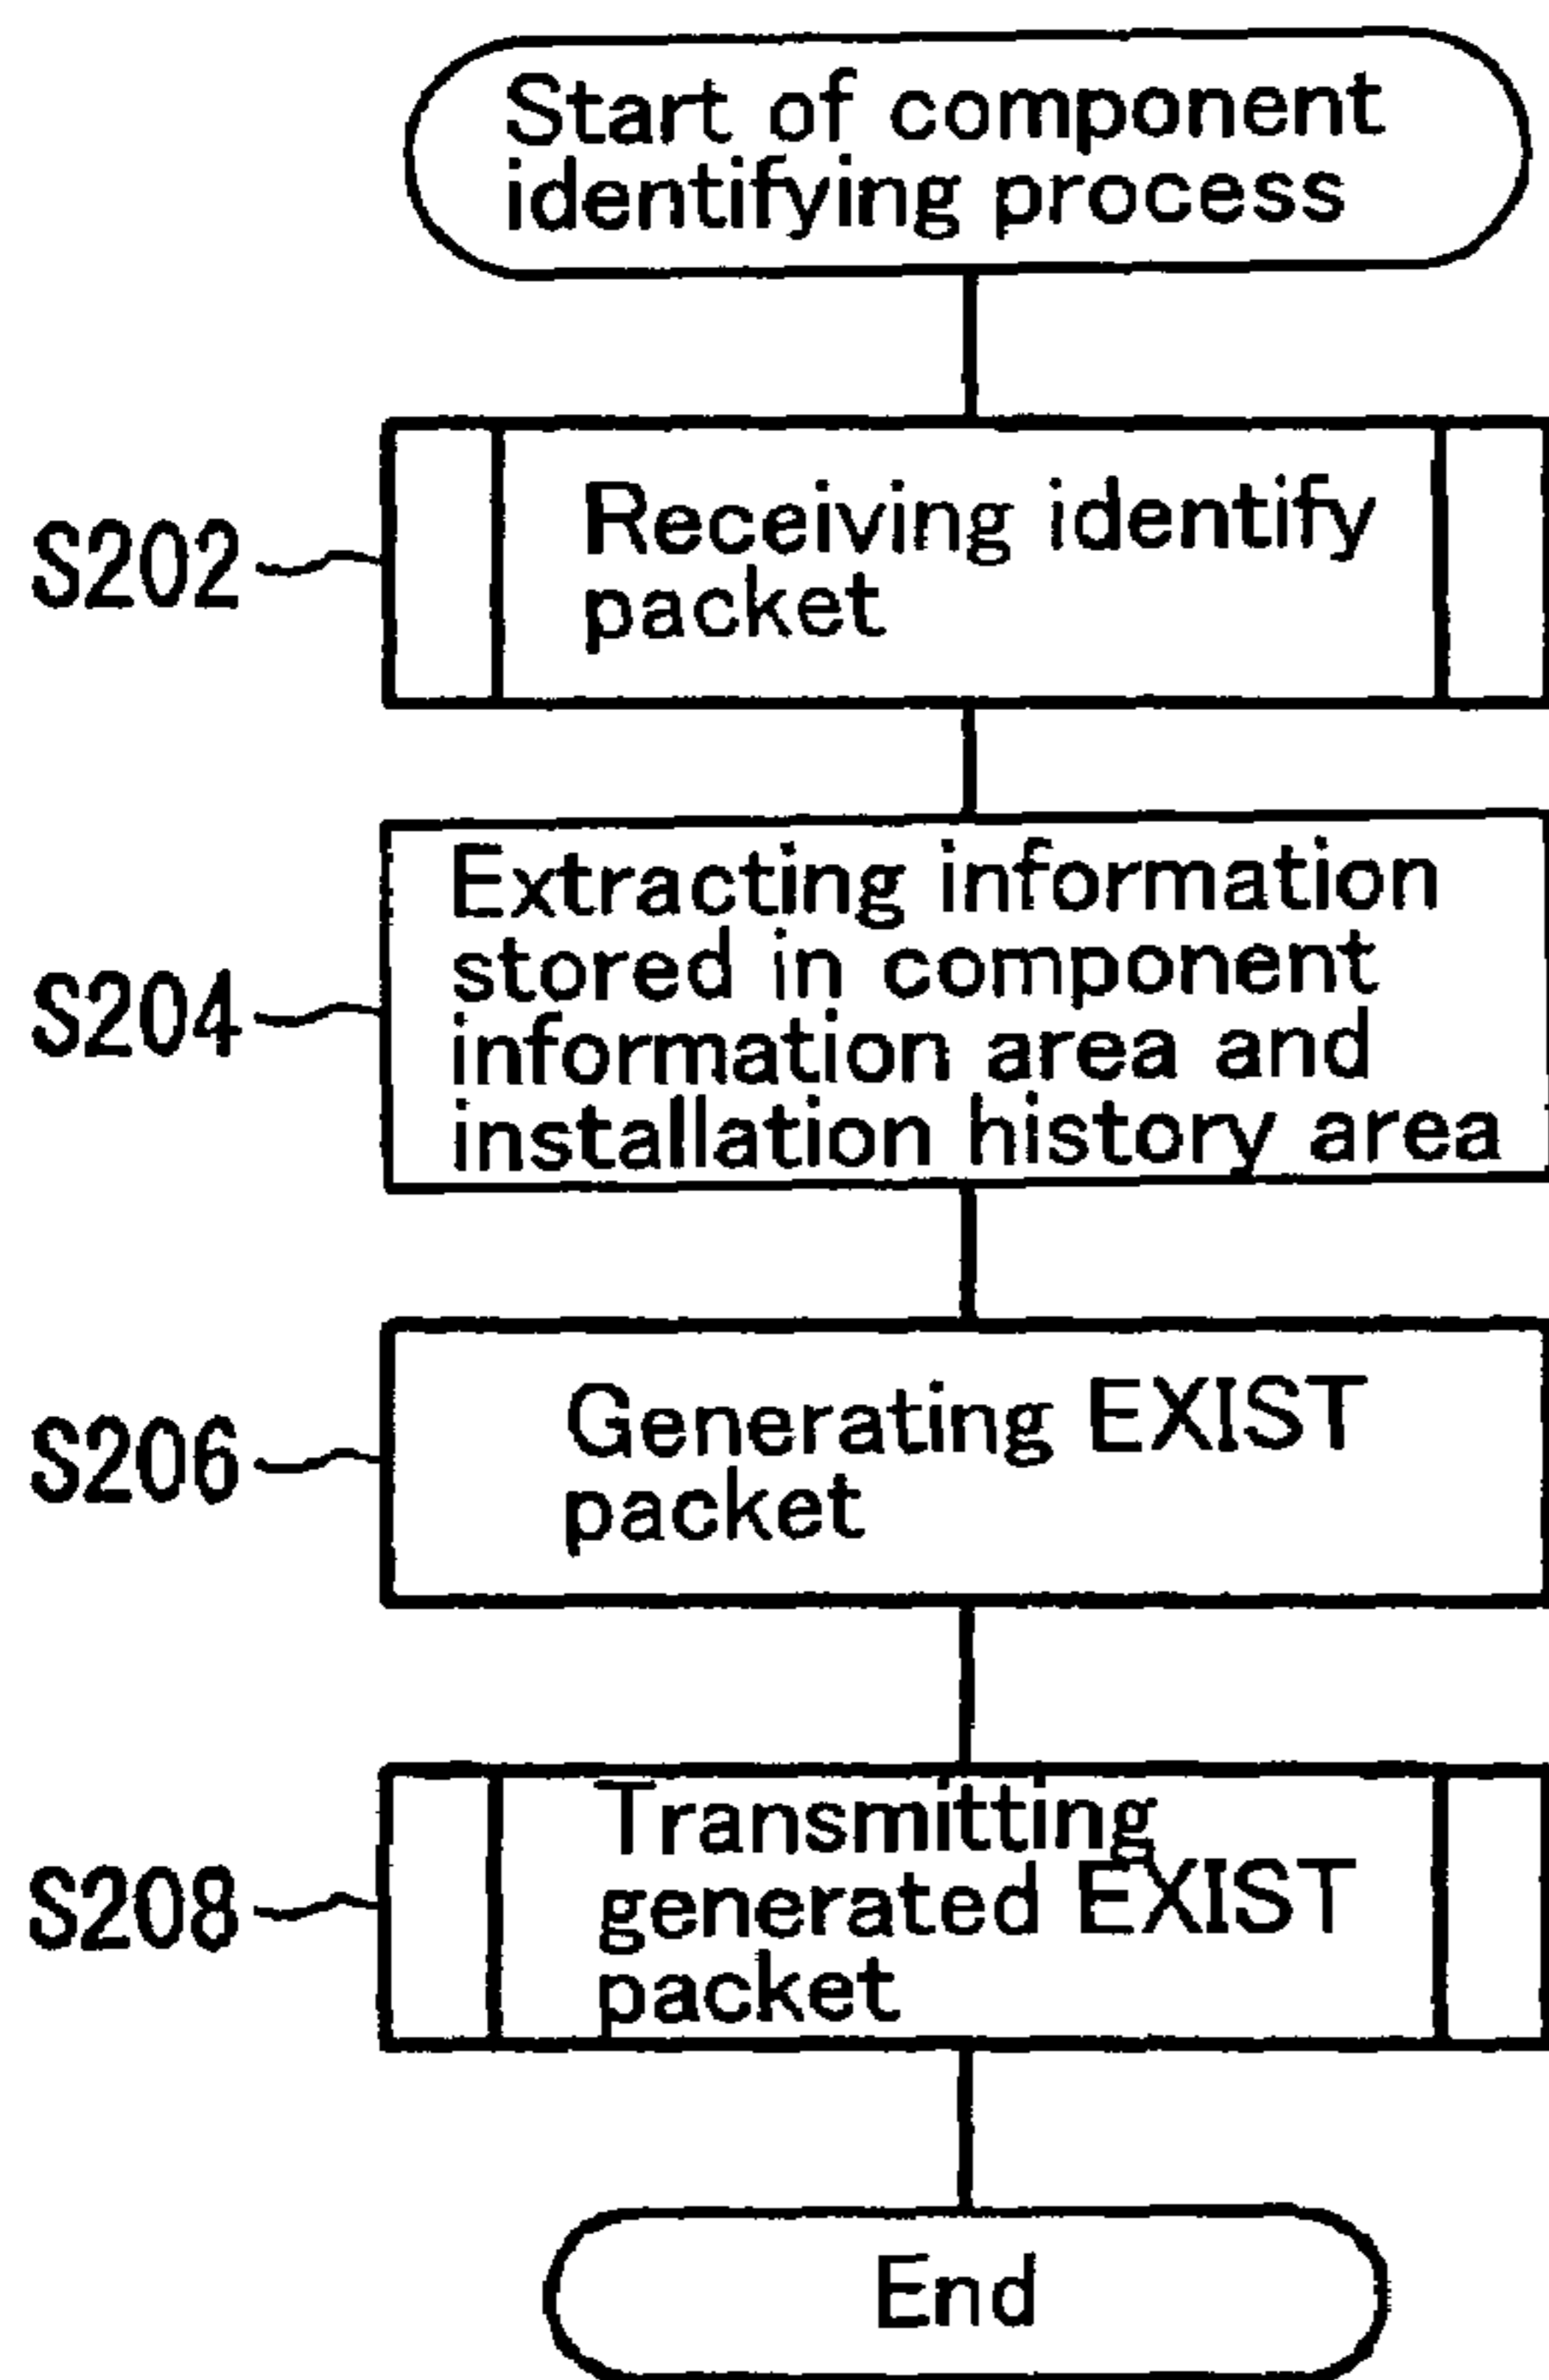 Start of component
identifying process
S202
Receiving identify
packet
S204
Extracting information
stored in component
information area and
installation history area
S206
Generating EXIST
packet
S208
Transmitting
generated EXIST
packet
End